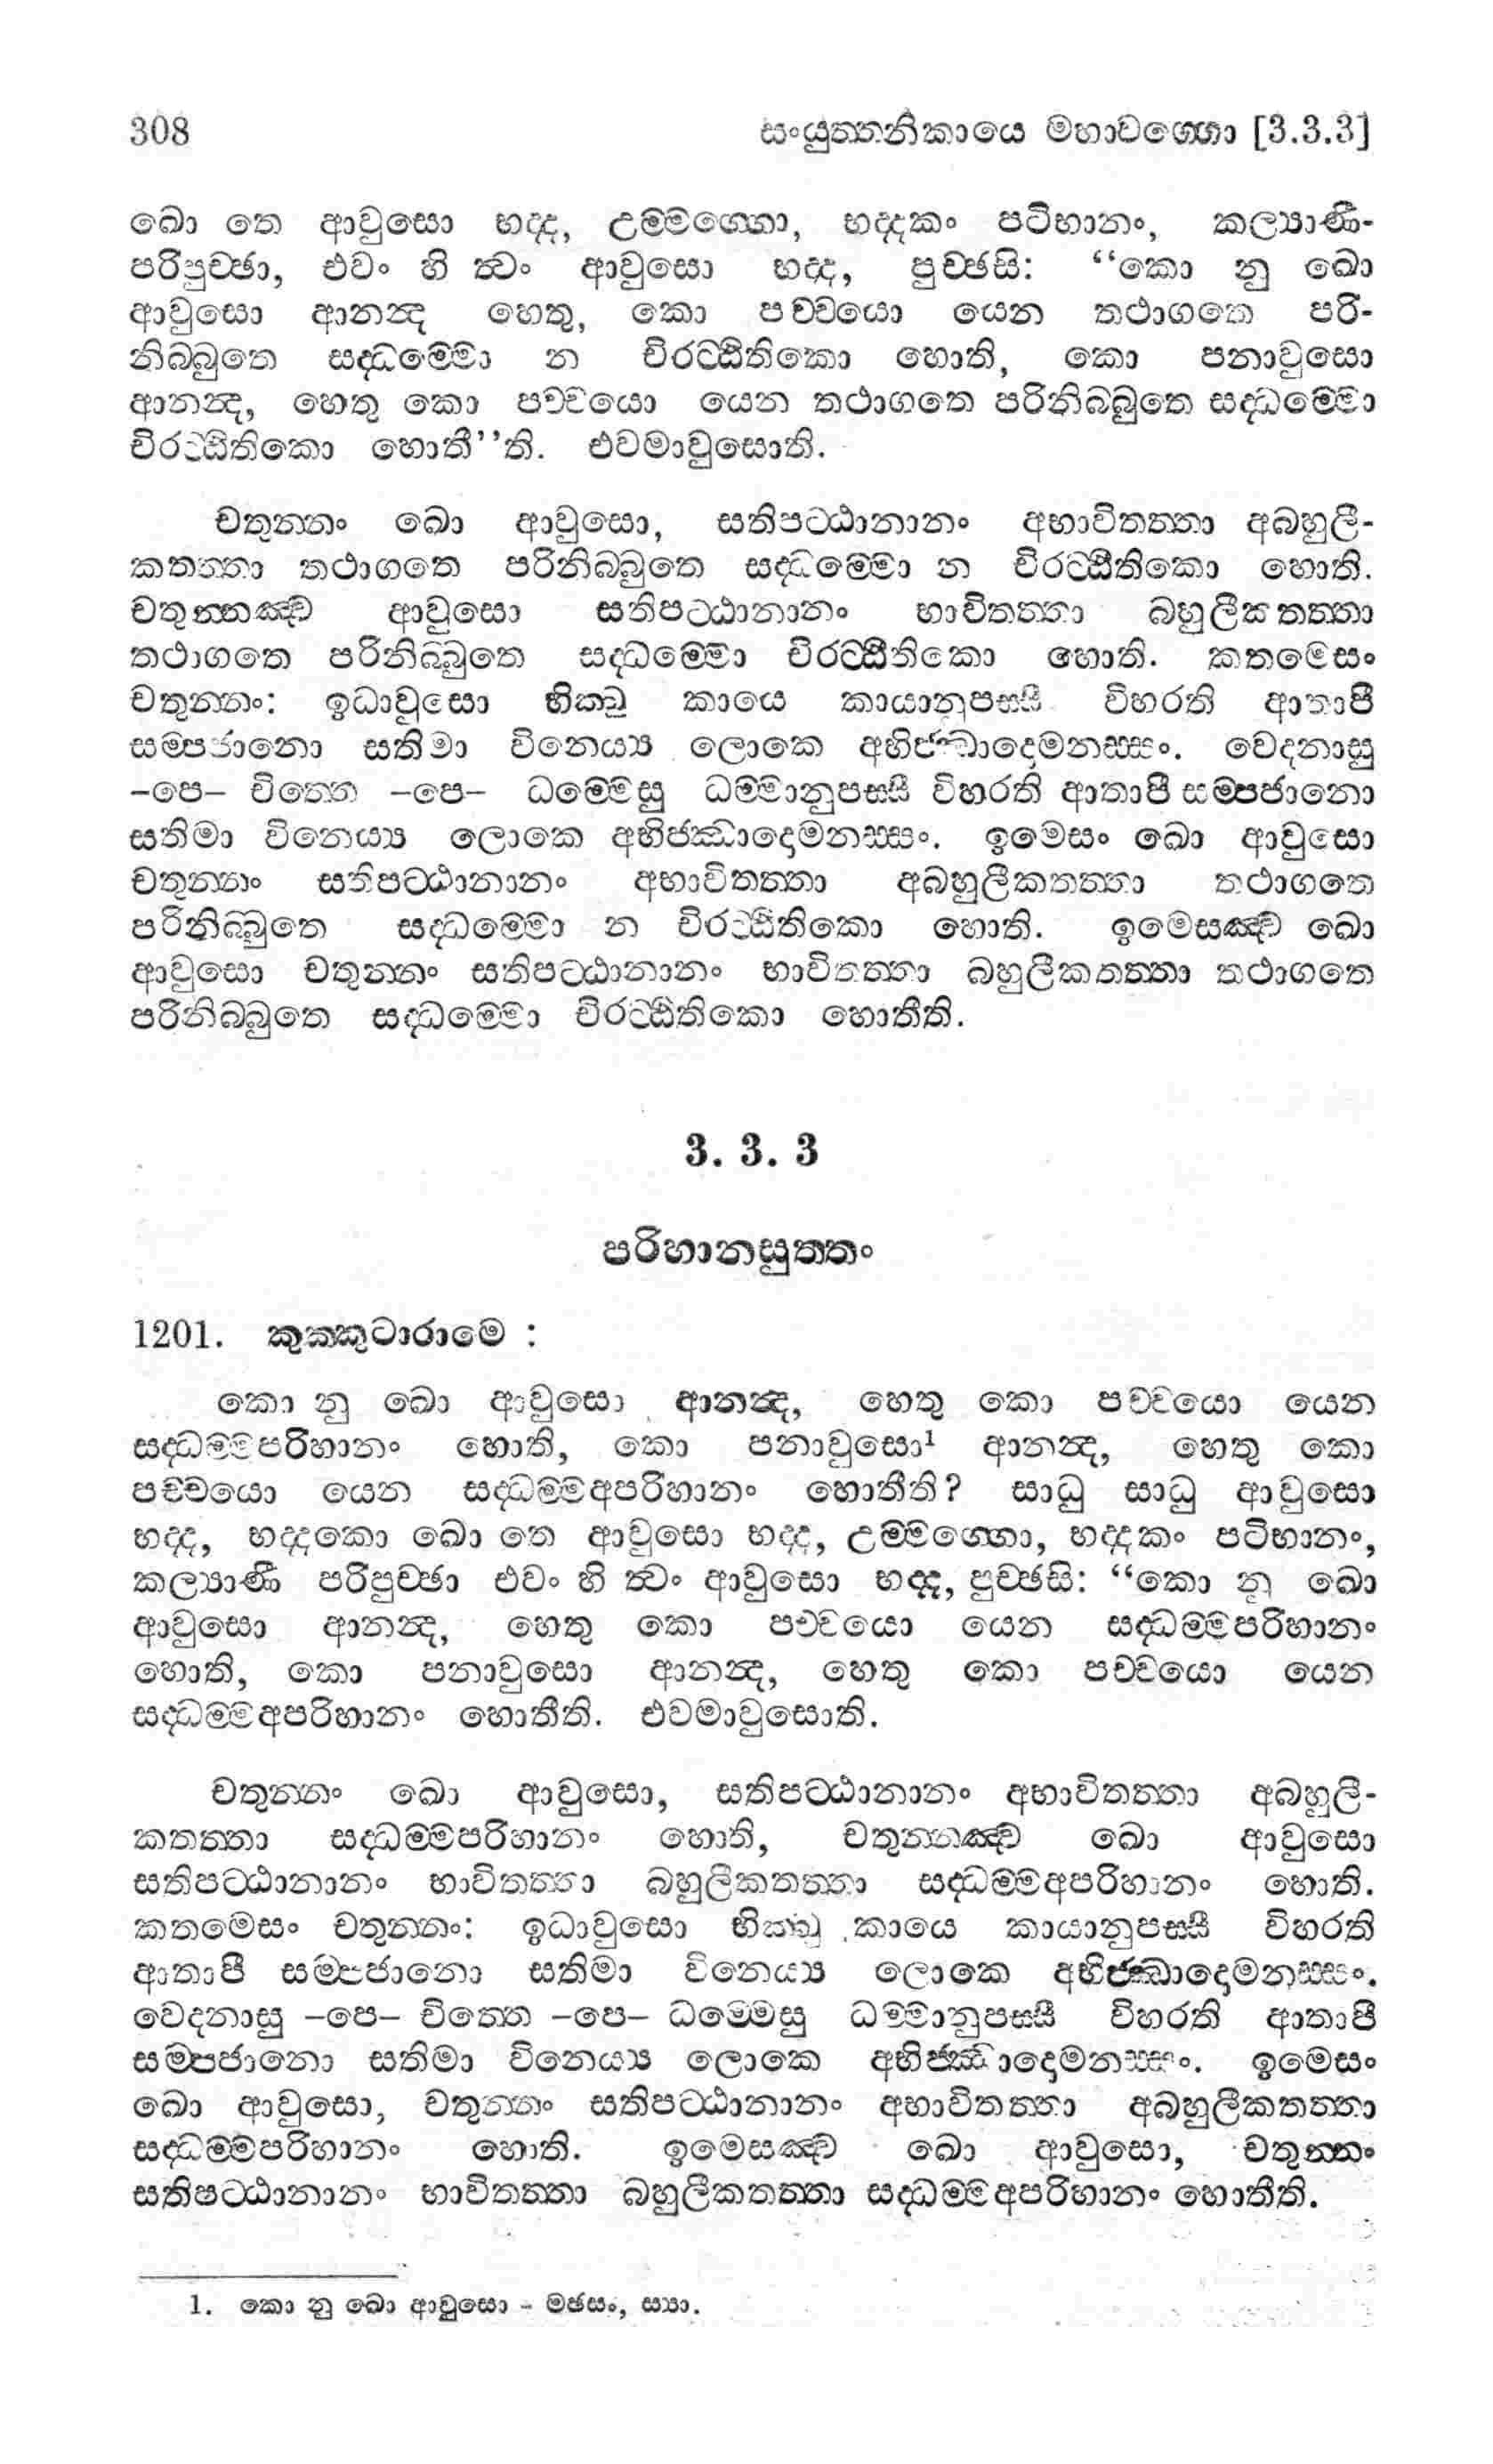 308 සංයුත්තනිකායෙ මහාවග්ගො [3.3.3]
ඛො තෙ ආවුසො භද්ද, උම්මග්ගො, භද්දකං පටිභානං, කල්‍යාණී-
පරිපුච්ඡා, එවං හි ත්වං ආවුසො භද්ද, පුච්ඡසි: “කො නු ඛො
ආවුසො ආනන්ද හෙතු, කො පච්චයො යෙන තථාගතෙ පරි-
නිබ්බුතෙ සද්ධම්මො න චිරට්ඨිතිකො හොති, කො පනාවුසො
ආනන්ද, හෙතු කො පච්චයො යෙන තථාගතෙ පරිනිබ්බුතෙ සද්ධම්මො
චිරට්ඨිතිකො හොතී’’ති. එවමාවුසොති.
චතුන්නං ඛො ආවුසො, සතිපට්ඨානානං අභාවිතත්තා අබහුලී-
කතත්තා තථාගතෙ පරිනිබ්බුතෙ සද්ධම්මො න චිරට්ඨිතිකො හොති.
චතුන්නඤ්ච ආවුසො සතිපට්ඨානානං භාවිතත්තා බහුලීකතත්තා
තථාගතෙ පරිනිබ්බුතෙ සද්ධම්මො චිරට්ඨිතිකො හොති. කතමෙසං
චතුන්නං: ඉධාවුසො භික්ඛු කායෙ කායානුපස්සී විහරති ආතාපී
සම්පජානො සතිමා විනෙය්‍ය ලොකෙ අභිජ්ඣාදොමනස්සං. වෙදනාසු
–පෙ– චිත්තෙ –පෙ– ධම්මෙසු ධම්මානුපස්සී විහරති ආතාපී සම්පජානො
සතිමා විනෙය්‍ය ලොකෙ අභිජ්ඣාදොමනස්සං. ඉමෙසං ඛො ආවුසො
චතුන්නං සතිපට්ඨානානං අභාවිතත්තා අබහුලීකතත්තා තථාගතෙ
පරිනිබ්බුතෙ සද්ධම්මො න චිරට්ඨිතිකො හොති. ඉමෙසඤ්ච ඛො
ආවුසො චතුන්නං සතිපට්ඨානානං භාවිතත්තා බහුලීකතත්තා තථාගතෙ
පරිනිබ්බුතෙ සද්ධම්මො චිරට්ඨිතිකො හොතීති.
3. 3. 3
පරිහානසුත්තං
1201. කුක්කුටාරාමෙ :
කො නු ඛො ආවුසො ආනන්ද, හෙතු කො පච්චයො යෙන
සද්ධම්මපරිහානං හොති, කො පනාවුසො¹ ආනන්ද, හෙතු කො
පච්චයො යෙන සද්ධම්මඅපරිහානං හොතීති? සාධු සාධු ආවුසො
භද්ද, භද්දකො ඛො තෙ ආවුසො භද්ද, උම්මග්ගො, භද්දකං පටිභානං,
කල්‍යාණී පරිපුච්ඡා එවං හි ත්වං ආවුසො භද්ද, පුච්ඡසි: “කො නු ඛො
ආවුසො ආනන්ද, හෙතු කො පච්චයො යෙන සද්ධම්මපරිහානං
හොති, කො පනාවුසො ආනන්ද, හෙතු කො පච්චයො යෙන
සද්ධම්මඅපරිහානං හොතීති. එවමාවුසොති.
චතුන්නං ඛො ආවුසො, සතිපට්ඨානානං අභාවිතත්තා අබහුලී-
කතත්තා සද්ධම්මපරිහානං හොති, චතුන්නඤ්ච ඛො ආවුසො
සතිපට්ඨානානං භාවිතත්තා බහුලීකතත්තා සද්ධම්මඅපරිහානං හොති.
කතමෙසං චතුන්නං: ඉධාවුසො භික්ඛු කායෙ කායානුපස්සී විහරති
ආතාපී සම්පජානො සතිමා විනෙය්‍ය ලොකෙ අභිජ්ඣාදොමනස්සං.
වෙදනාසු –පෙ– චිත්තෙ –පෙ– ධම්මෙසු ධම්මානුපස්සී විහරති ආතාපී
සම්පජානො සතිමා විනෙය්‍ය ලොකෙ අභිජ්ඣාදොමනස්සං. ඉමෙසං
ඛො ආවුසො, චතුන්නං සතිපට්ඨානානං අභාවිතත්තා අබහුලීකතත්තා
සද්ධම්මපරිහානං හොති. ඉමෙසඤ්ච ඛො ආවුසො, චතුන්නං
සතිෂට්ඨානානං භාවිතත්තා බහුලීකතත්තා සද්ධම්මඅපරිහානං හොතීති.
1. කො නු ඛො ආවුසො - මඡසං, ස්‍යා.